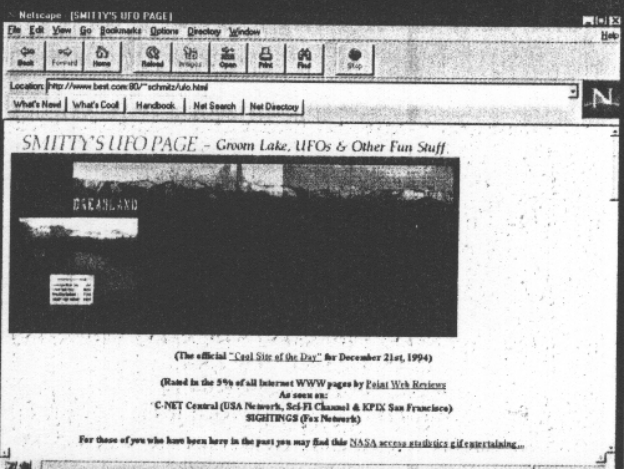 Netscape - [SMITTY'S UFO PAGE]
File Edit View Go Bookmarks Options Directory Window Help
Back Forward Home Reload Images Open Print Find Stop
Location: http://www.best.com:80/~schmitz/ufo.html
What's New! What's Cool! Handbook Net Search Net Directory
N
SMITTY'S UFO PAGE - Groom Lake, UFOs & Other Fun Stuff
DREAMLAND
(The official "Cool Site of the Day" for December 21st, 1994)
(Rated in the 5% of all Internet WWW pages by Point Web Reviews
As seen on:
C-NET Central (USA Network, Sci-Fi Channel & KPIX San Francisco)
SIGHTINGS (Fox Network)
For those of you who have been here in the past you may find this NASA access statistics gif entertaining...